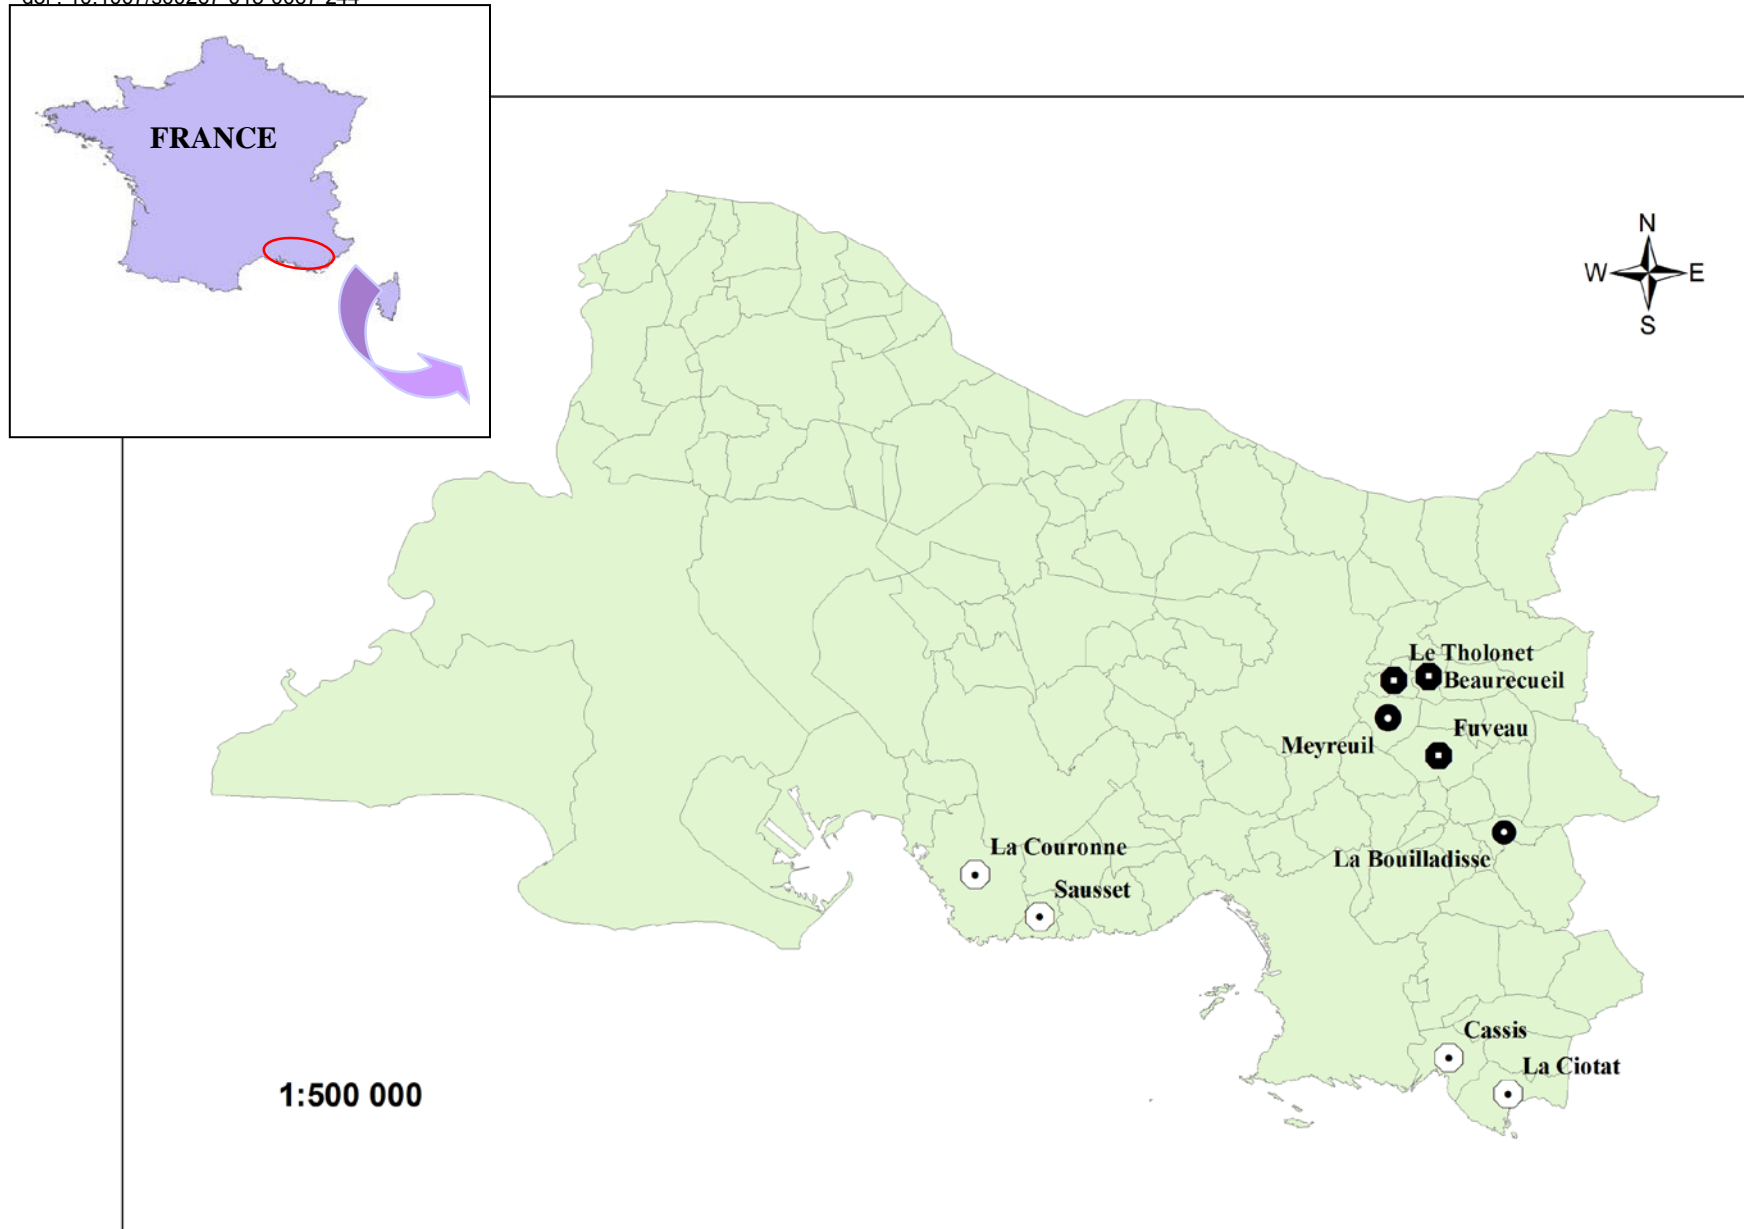 FRANCE
N
W E
S
Le Tholonet
Beaurecueil
Fuveau
Meyreuil
La Couronne
La Bouilladisse
Sausset
Cassis
La Ciotat
1:500 000